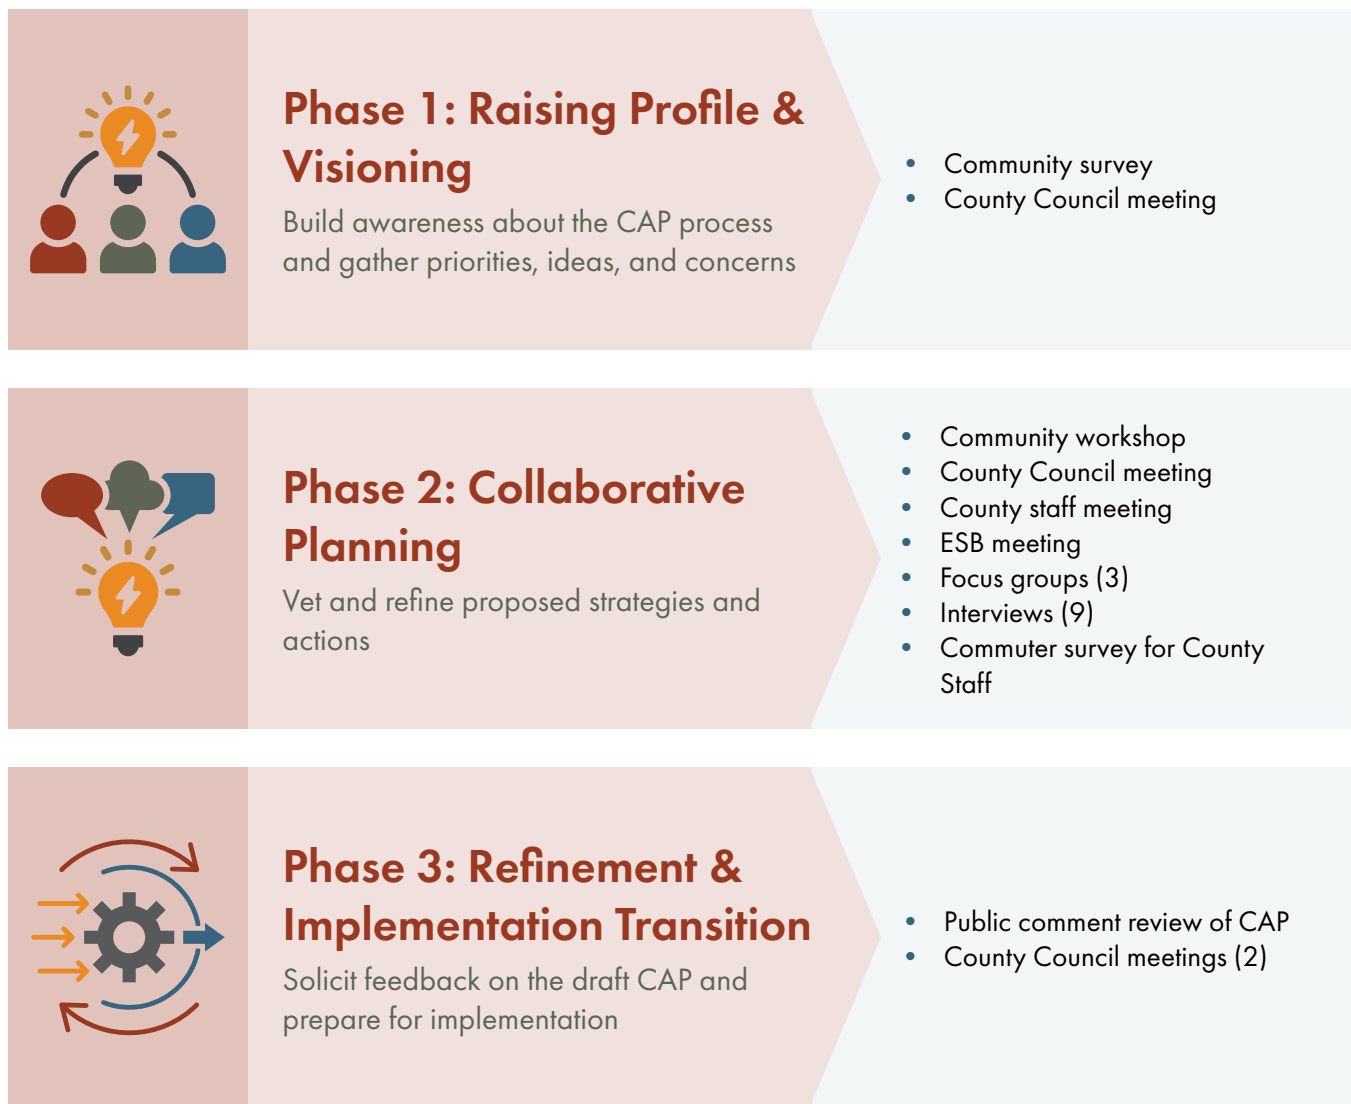 Phase 1: Raising Profile &
Visioning
Build awareness about the CAP process
and gather priorities, ideas, and concerns
• Community survey
• County Council meeting
Phase 2: Collaborative
Planning
Vet and refine proposed strategies and
actions
• Community workshop
• County Council meeting
• County staff meeting
• ESB meeting
• Focus groups (3)
• Interviews (9)
• Commuter survey for County
Staff
Phase 3: Refinement &
Implementation Transition
Solicit feedback on the draft CAP and
prepare for implementation
• Public comment review of CAP
• County Council meetings (2)